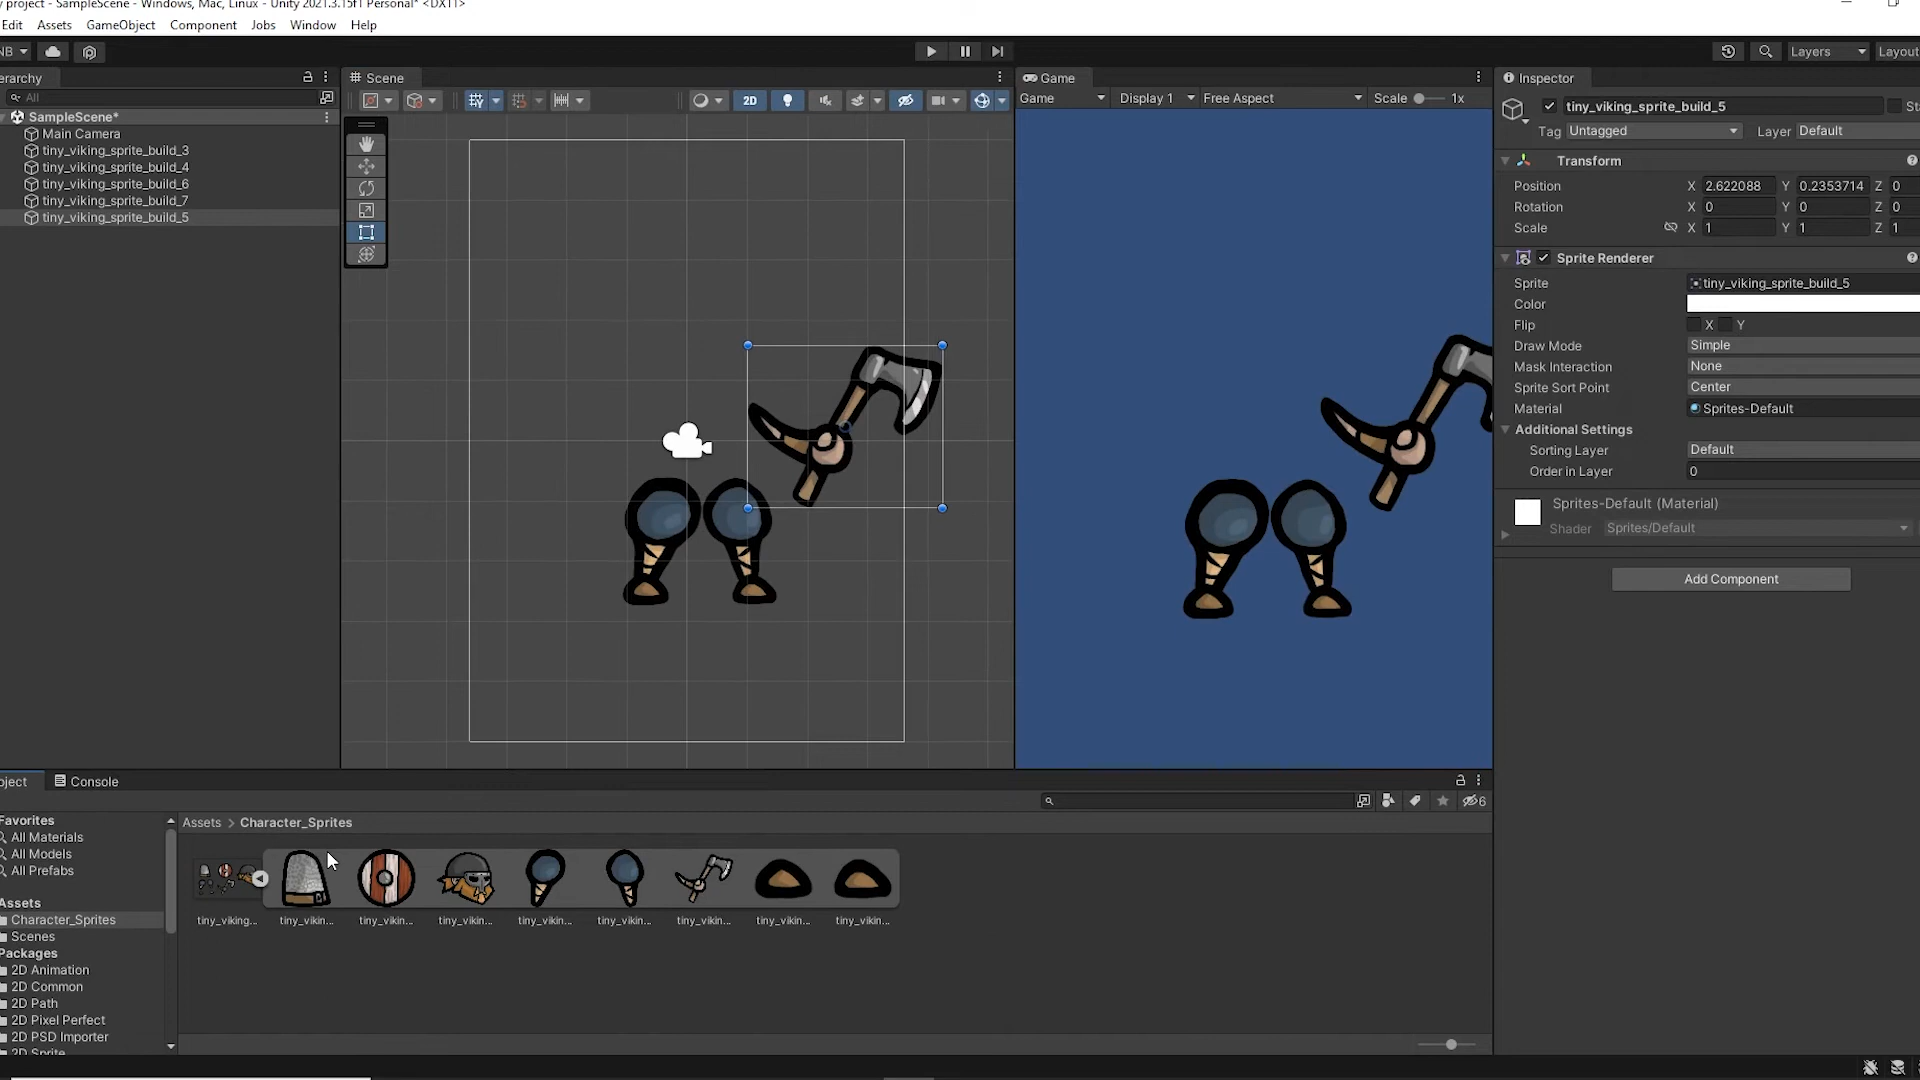 project - SampleScene - Windows, Mac, Linux - Unity 2021.3.15f1 Personal* <DX11>
Edit Assets GameObject Component Jobs Window Help
Layers Layout
erarchy
All
SampleScene*
Main Camera
tiny_viking_sprite_build_3
tiny_viking_sprite_build_4
tiny_viking_sprite_build_6
tiny_viking_sprite_build_7
tiny_viking_sprite_build_5
Scene
2D
Game
Game Display 1 Free Aspect Scale 1x
Inspector
tiny_viking_sprite_build_5
Tag Untagged Layer Default
Transform
Position X 2.622088 Y 0.2353714 Z 0
Rotation X 0 Y 0 Z 0
Scale X 1 Y 1 Z 1
Sprite Renderer
Sprite tiny_viking_sprite_build_5
Color
Flip X Y
Draw Mode Simple
Mask Interaction None
Sprite Sort Point Center
Material Sprites-Default
Additional Settings
Sorting Layer Default
Order in Layer 0
Sprites-Default (Material)
Shader Sprites/Default
Add Component
oject Console
6
Favorites
All Materials
All Models
All Prefabs
Assets
Character_Sprites
Scenes
Packages
2D Animation
2D Common
2D Path
2D Pixel Perfect
2D PSD Importer
2D Sprite
Assets > Character_Sprites
tiny_viking... tiny_vikin... tiny_vikin... tiny_vikin... tiny_vikin... tiny_vikin... tiny_vikin... tiny_vikin... tiny_vikin...